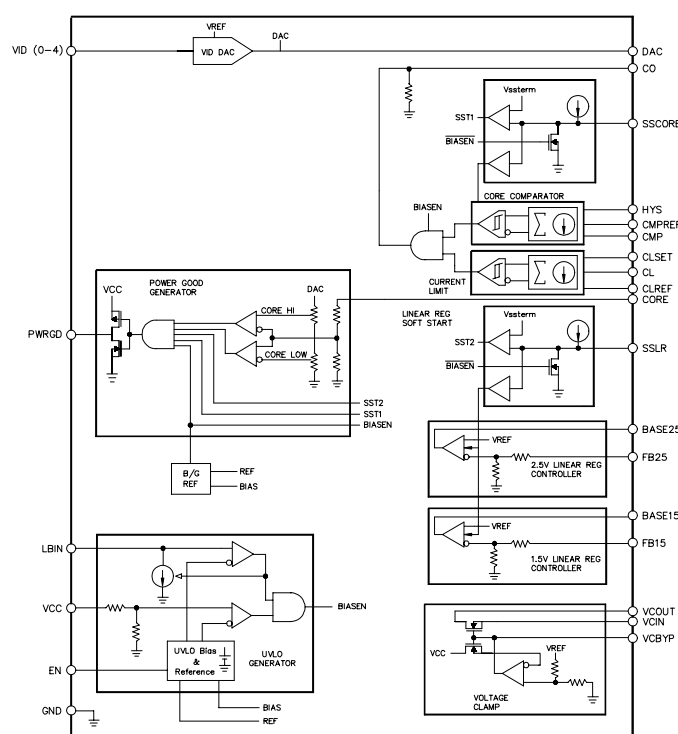 VREF
DAC
VID (0-4)
VID DAC
DAC
CO
Vssterm
SST1
SSCORE
BIASEN
CORE COMPARATOR
BIASEN
HYS
CMPREF
CMP
CLSET
CL
CURRENT
LIMIT
CLREF
CORE
POWER GOOD
GENERATOR
VCC
DAC
CORE HI
CORE LOW
PWRGD
SST2
SST1
BIASEN
LINEAR REG
SOFT START
Vssterm
SST2
SSLR
BIASEN
B/G
REF
REF
BIAS
BASE25
VREF
FB25
2.5V LINEAR REG
CONTROLLER
BASE15
VREF
FB15
1.5V LINEAR REG
CONTROLLER
LBIN
VCC
BIASEN
UVLO Bias
&
Reference
UVLO
GENERATOR
EN
BIAS
REF
GND
VCOUT
VCIN
VCBYP
VCC
VREF
VOLTAGE
CLAMP